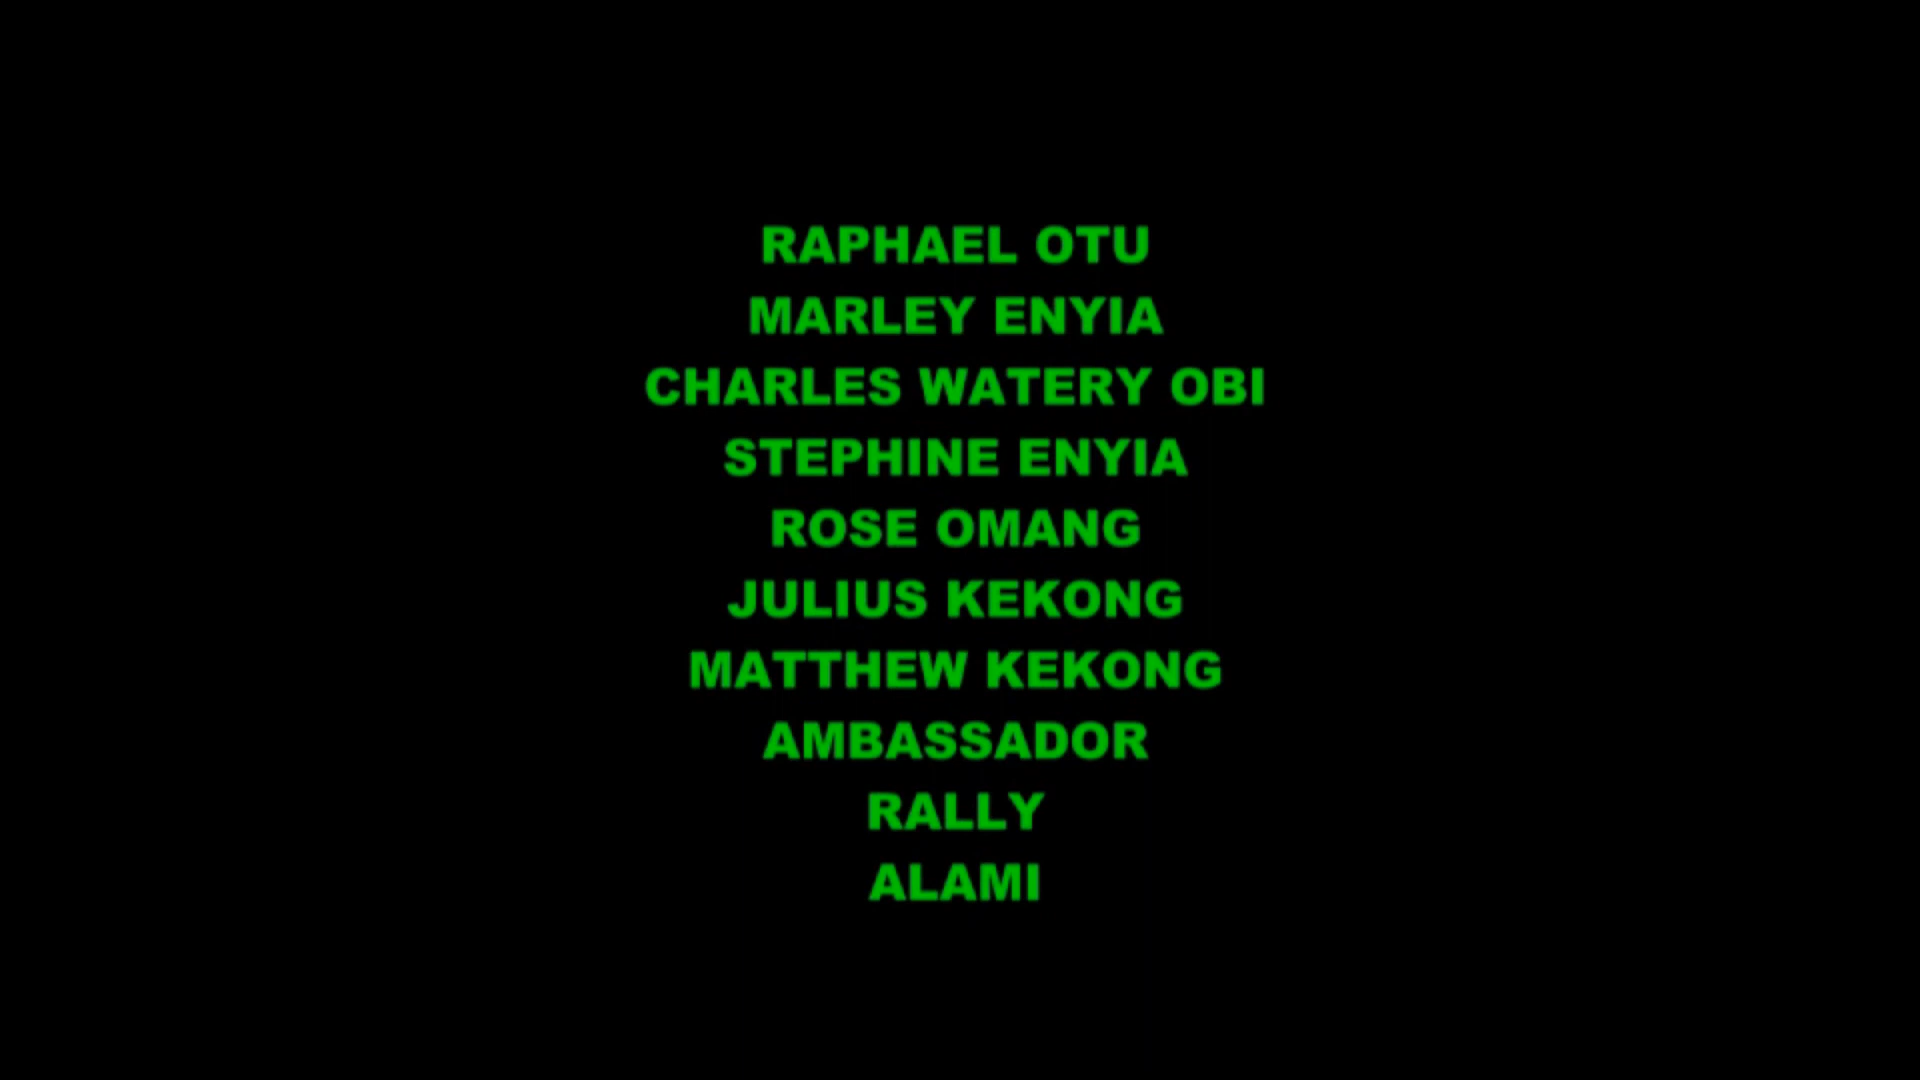 RAPHAEL OTU
MARLEY ENYIA
CHARLES WATERY OBI
STEPHINE ENYIA
ROSE OMANG
JULIUS KEKONG
MATTHEW KEKONG
AMBASSADOR
RALLY
ALAMI